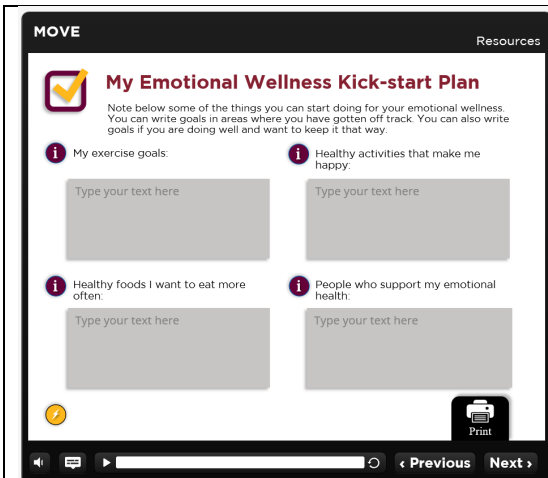 MOVE
Resources
My Emotional Wellness Kick-start Plan
Note below some of the things you can start doing for your emotional wellness.
You can write goals in areas where you have gotten off track. You can also write
goals if you are doing well and want to keep it that way.
i My exercise goals:
Type your text here
i Healthy activities that make me
happy:
Type your text here
i Healthy foods I want to eat more
often:
Type your text here
i People who support my emotional
health:
Type your text here
Print
‹ Previous
Next ›